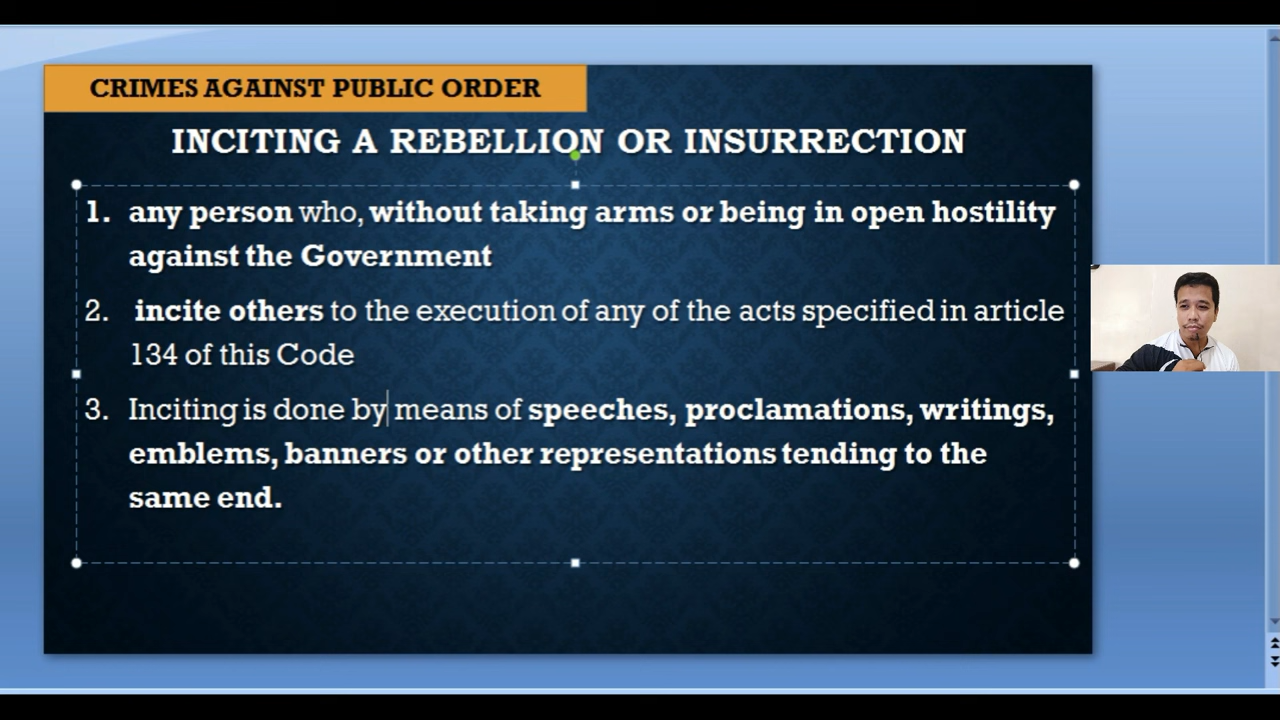 CRIMES AGAINST PUBLIC ORDER
INCITING A REBELLION OR INSURRECTION
1. any person who, without taking arms or being in open hostility
against the Government
2. incite others to the execution of any of the acts specified in article
134 of this Code
3. Inciting is done by means of speeches, proclamations, writings,
emblems, banners or other representations tending to the
same end.